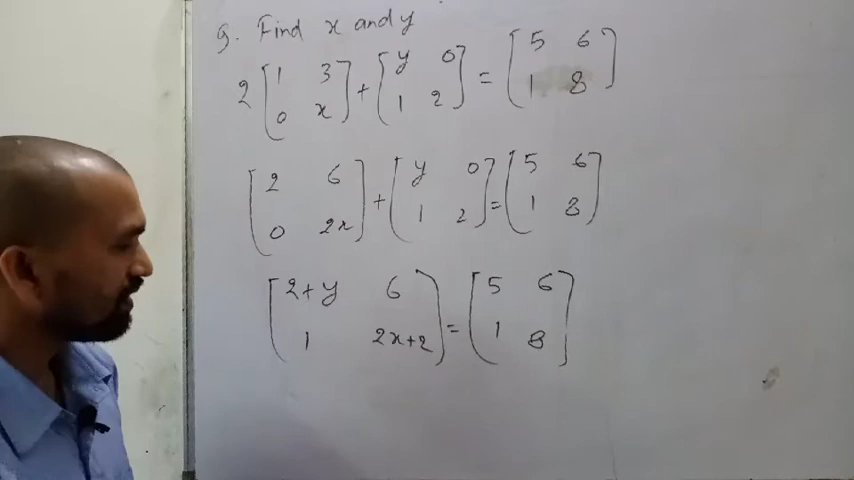 Q. Find x and y
2 [1 3; 0 x] + [y 0; 1 2] = [5 6; 1 8]
[2 6; 0 2x] + [y 0; 1 2] = [5 6; 1 8]
[2+y 6; 1 2x+2] = [5 6; 1 8]